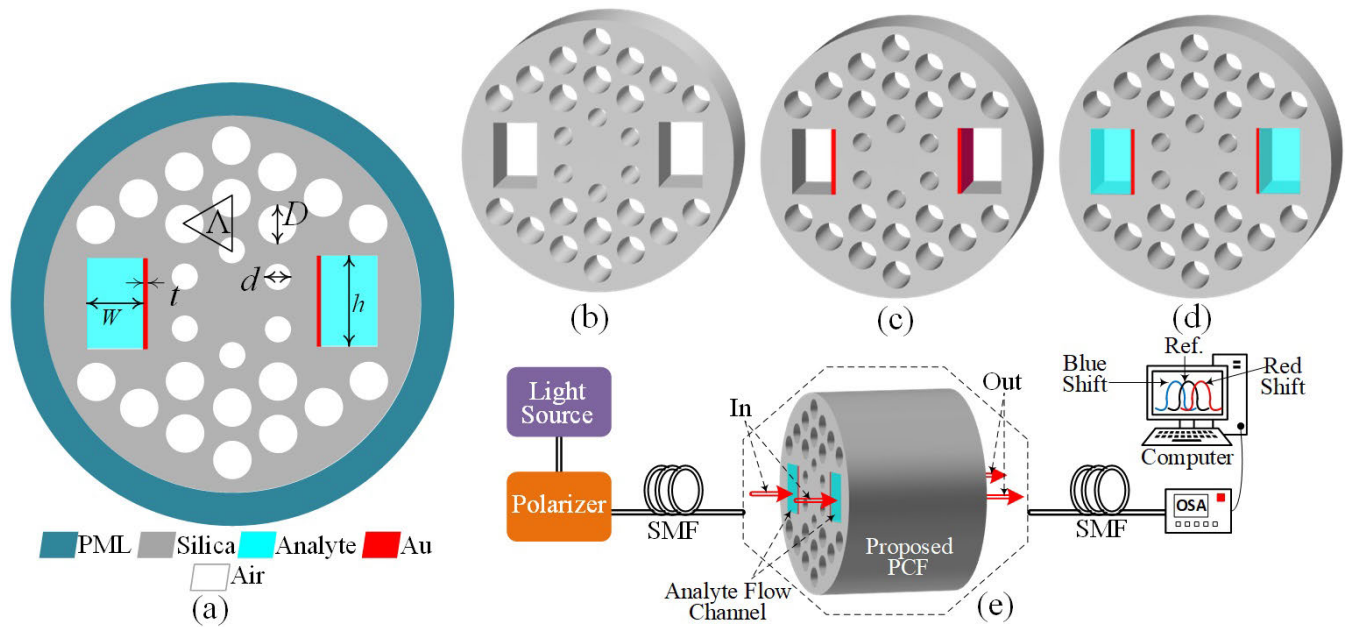 Λ
D
d
t
W
h
PML
Silica
Analyte
Au
Air
(a)
(b)
(c)
(d)
Light
Source
Polarizer
SMF
In
Analyte Flow
Channel
Proposed
PCF
Out
(e)
SMF
OSA
Blue
Shift
Ref.
Red
Shift
Computer